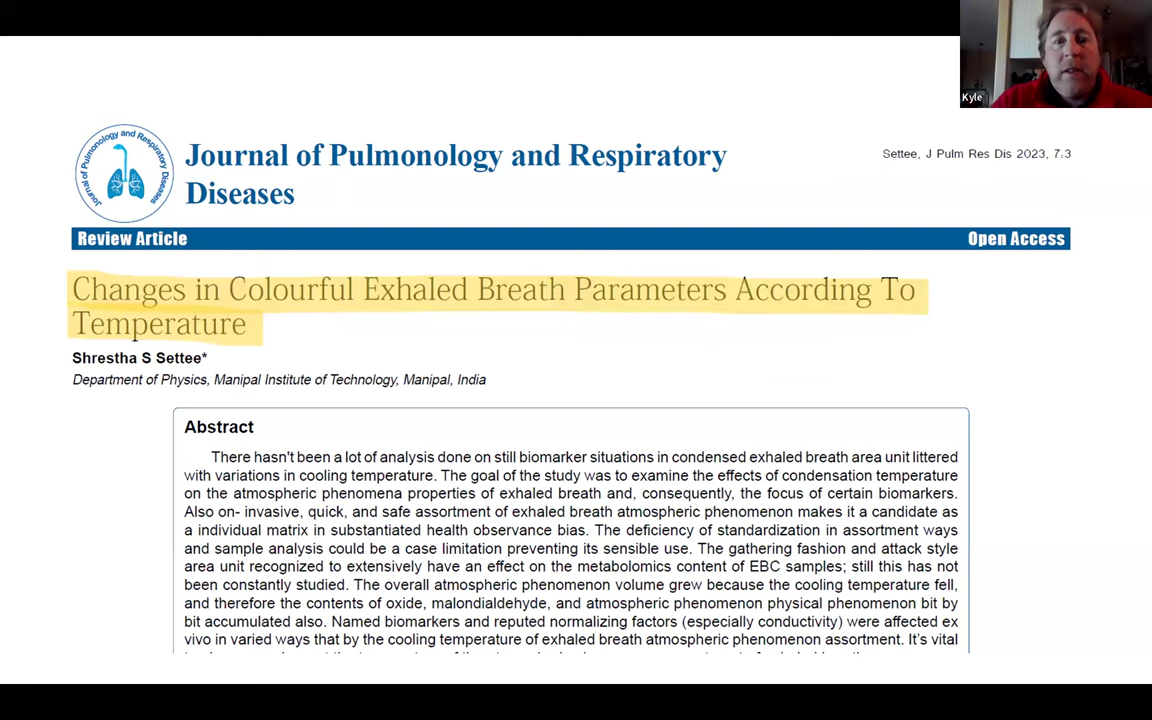 Kyle
Journal of Pulmonology and Respiratory Diseases
Journal of Pulmonology and Respiratory
Diseases
Settee, J Pulm Res Dis 2023, 7:3
Review Article
Open Access
Changes in Colourful Exhaled Breath Parameters According To
Temperature
Shrestha S Settee*
Department of Physics, Manipal Institute of Technology, Manipal, India
Abstract
There hasn't been a lot of analysis done on still biomarker situations in condensed exhaled breath area unit littered
with variations in cooling temperature. The goal of the study was to examine the effects of condensation temperature
on the atmospheric phenomena properties of exhaled breath and, consequently, the focus of certain biomarkers.
Also on- invasive, quick, and safe assortment of exhaled breath atmospheric phenomenon makes it a candidate as
a individual matrix in substantiated health observance bias. The deficiency of standardization in assortment ways
and sample analysis could be a case limitation preventing its sensible use. The gathering fashion and attack style
area unit recognized to extensively have an effect on the metabolomics content of EBC samples; still this has not
been constantly studied. The overall atmospheric phenomenon volume grew because the cooling temperature fell,
and therefore the contents of oxide, malondialdehyde, and atmospheric phenomenon physical phenomenon bit by
bit accumulated also. Named biomarkers and reputed normalizing factors (especially conductivity) were affected ex
vivo in varied ways that by the cooling temperature of exhaled breath atmospheric phenomenon assortment. It's vital